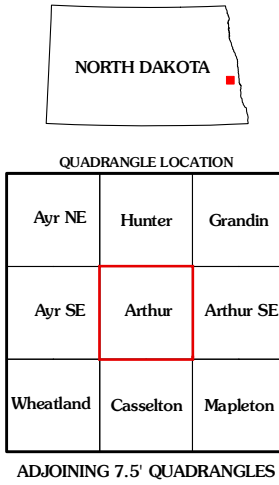 NORTH DAKOTA
QUADRANGLE LOCATION
Ayr NE Hunter Grandin
Ayr SE Arthur Arthur SE
Wheatland Casselton Mapleton
ADJOINING 7.5' QUADRANGLES